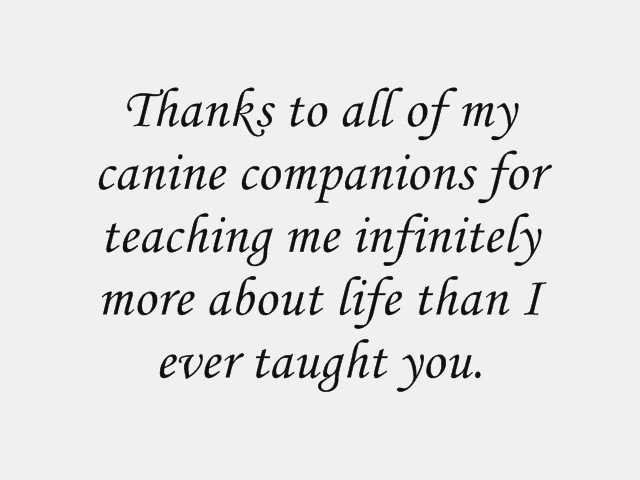 Thanks to all of my
canine companions for
teaching me infinitely
more about life than I
ever taught you.